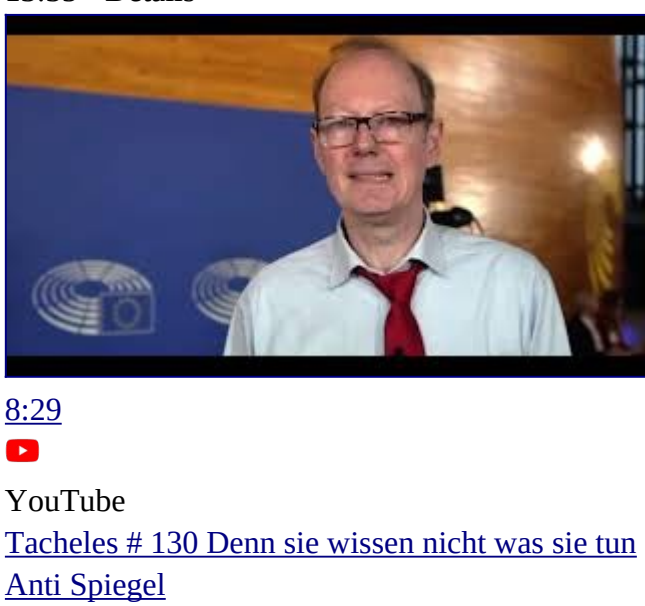 8:29
YouTube
Tacheles # 130 Denn sie wissen nicht was sie tun
Anti Spiegel